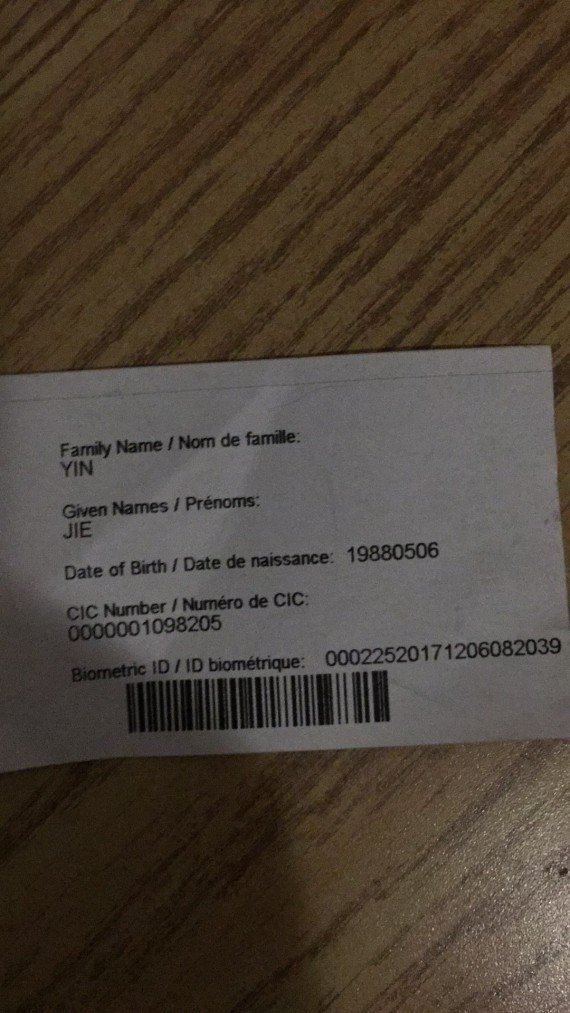 Family Name / Nom de famille:
YIN
Given Names / Prénoms:
JIE
Date of Birth / Date de naissance: 19880506
CIC Number / Numéro de CIC:
0000001098205
Biometric ID / ID biométrique: 00022520171206082039